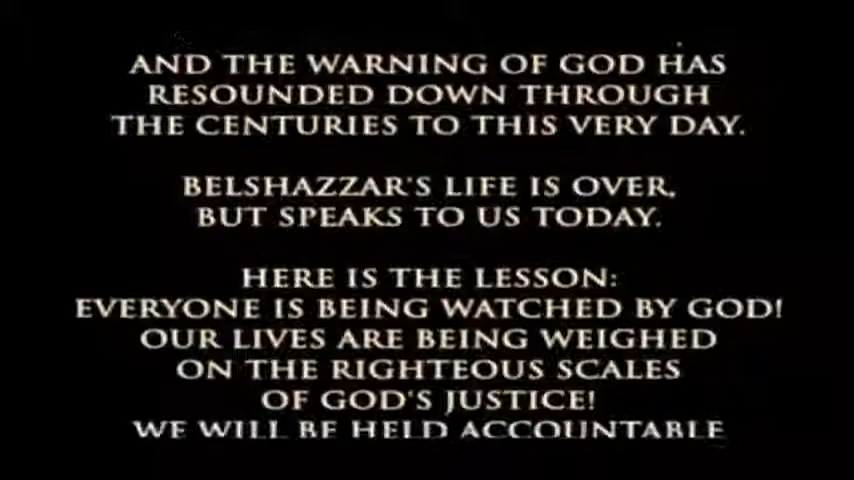 AND THE WARNING OF GOD HAS
RESOUNDED DOWN THROUGH
THE CENTURIES TO THIS VERY DAY.
BELSHAZZAR'S LIFE IS OVER,
BUT SPEAKS TO US TODAY.
HERE IS THE LESSON:
EVERYONE IS BEING WATCHED BY GOD!
OUR LIVES ARE BEING WEIGHED
ON THE RIGHTEOUS SCALES
OF GOD'S JUSTICE!
WE WILL BE HELD ACCOUNTABLE